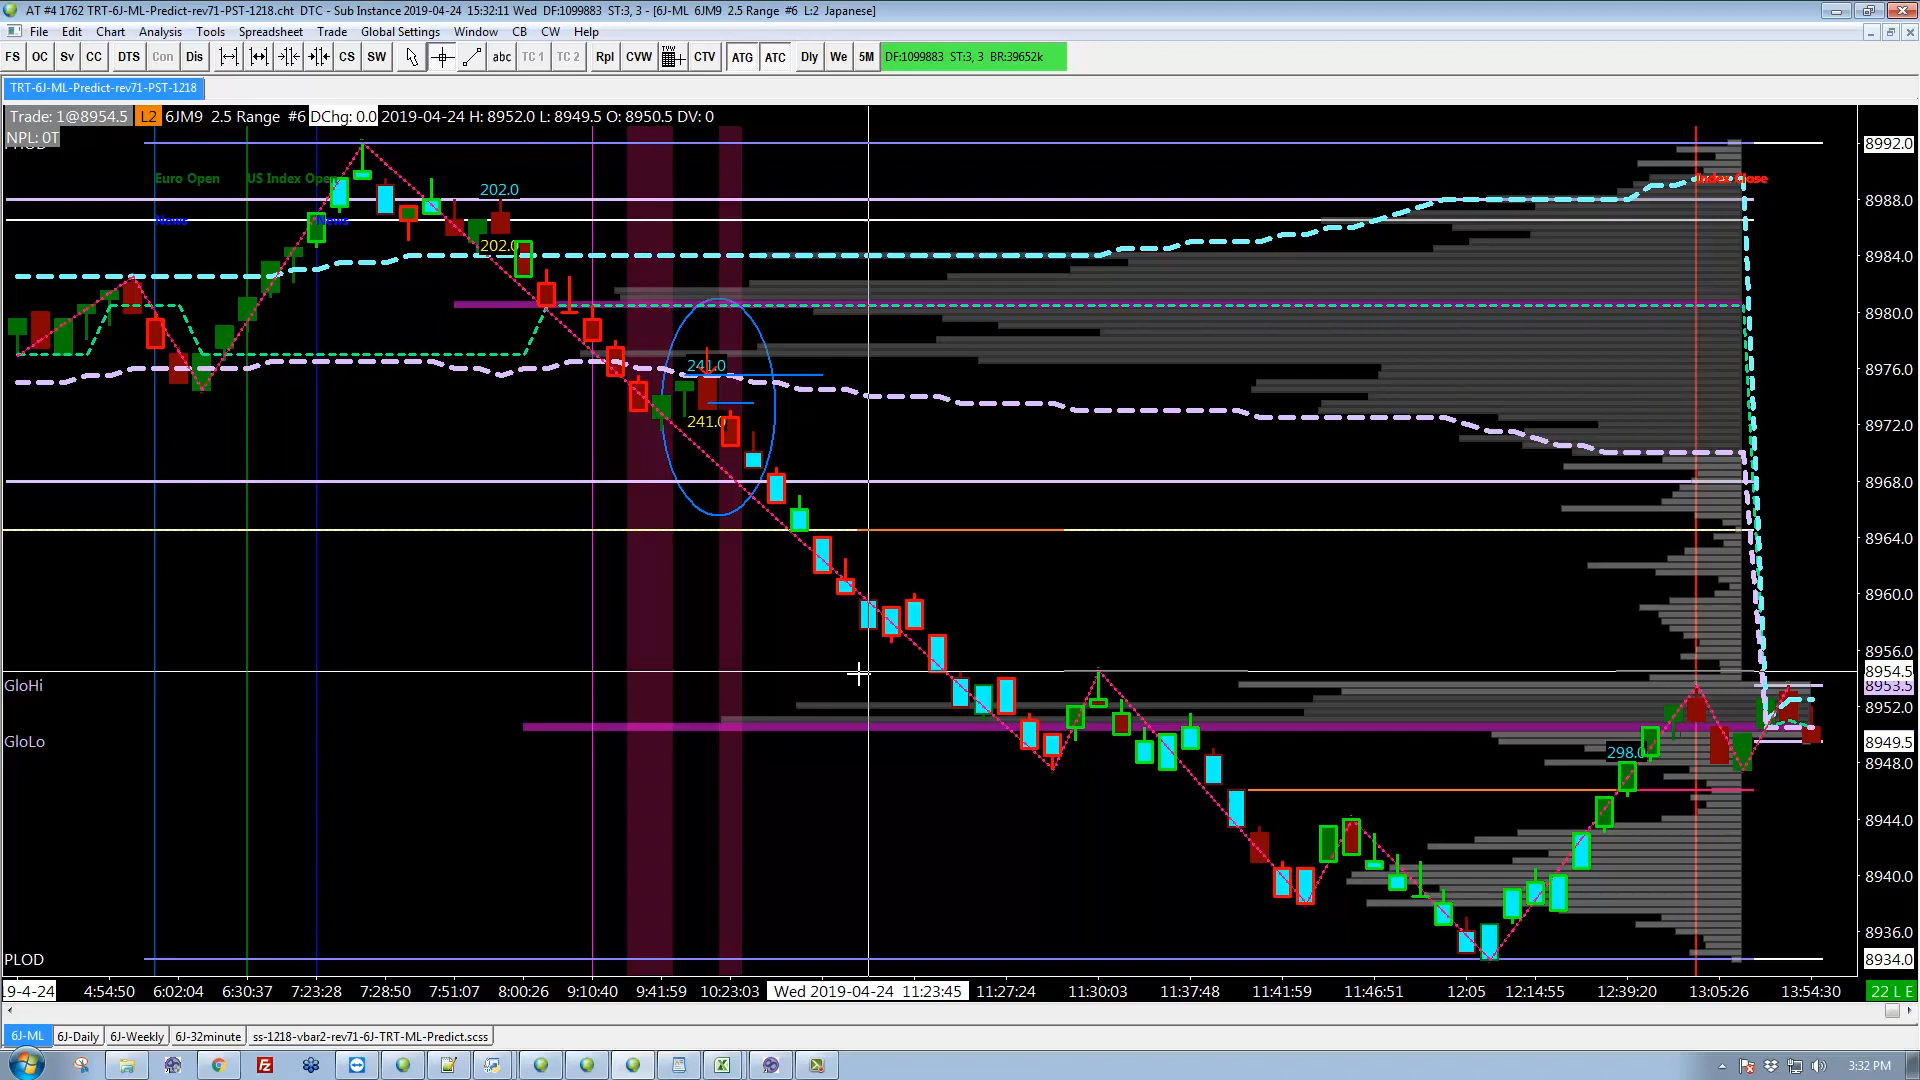 AT #4 1762 TRT-6J-ML-Predict-rev71-PST-1218.cht  DTC - Sub Instance 2019-04-24  15:32:11 Wed  DF:1099883  ST:3, 3 - [6J-ML  6JM9  2.5 Range  #6  L:2  Japanese]
File Edit Chart Analysis Tools Spreadsheet Trade Global Settings Window CB CW Help
FS OC Sv CC DTS Con Dis CS SW abc TC 1 TC 2 Rpl CVW CTV ATG ATC Dly We 5M DF:1099883  ST:3, 3  BR:39652k
TRT-6J-ML-Predict-rev71-PST-1218
Trade: 1@8954.5 L2 6JM9  2.5 Range  #6 DChg: 0.0 2019-04-24 H: 8952.0 L: 8949.5 O: 8950.5 DV: 0
NPL: 0T
8992.0
Euro Open US Index Open Index Close
202.0
8988.0
News News
202.0
8984.0
8980.0
241.0
8976.0
241.0
8972.0
8968.0
8964.0
8960.0
8956.0
8954.5
GloHi 8953.5
8952.0
GloLo 8949.5
298.0
8948.0
8944.0
8940.0
8936.0
PLOD 8934.0
19-4-24 4:54:50 6:02:04 6:30:37 7:23:28 7:28:50 7:51:07 8:00:26 9:10:40 9:41:59 10:23:03 Wed 2019-04-24  11:23:45 11:27:24 11:30:03 11:37:48 11:41:59 11:46:51 12:05 12:14:55 12:39:20 13:05:26 13:54:30 22 L E
6J-ML 6J-Daily 6J-Weekly 6J-32minute ss-1218-vbar2-rev71-6J-TRT-ML-Predict.scss
3:32 PM